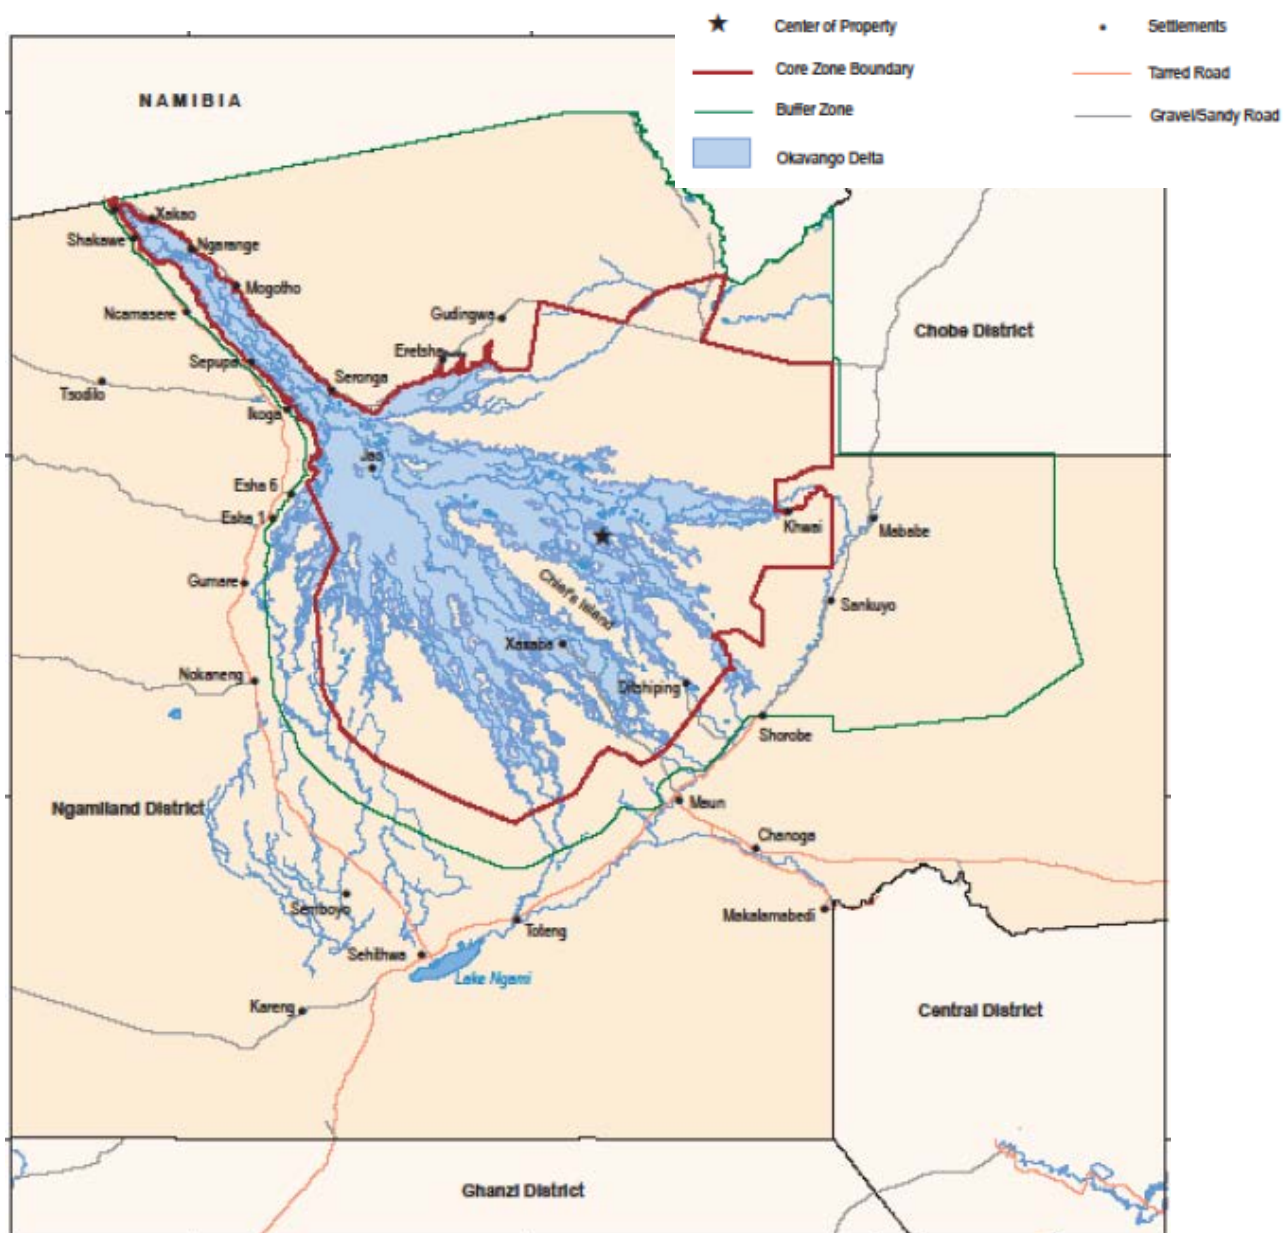 Center of Property
Settlements
Core Zone Boundary
Tarred Road
Buffer Zone
Gravel/Sandy Road
Okavango Delta
NAMIBIA
Xakao
Shakawe
Ngarange
Mogotho
Ncamasere
Gudingwa
Chobe District
Eretsha
Sepupa
Seronga
Tsodilo
Ikoga
Jao
Esha 6
Esha 1
Khwai
Mababe
Gumare
Chief's Island
Sankuyo
Xaxaba
Nokaneng
Ditshiping
Shorobe
Ngamiland District
Maun
Chanoga
Semboyo
Makalamabedi
Toteng
Sehithwa
Lake Ngami
Kareng
Central District
Ghanzi District